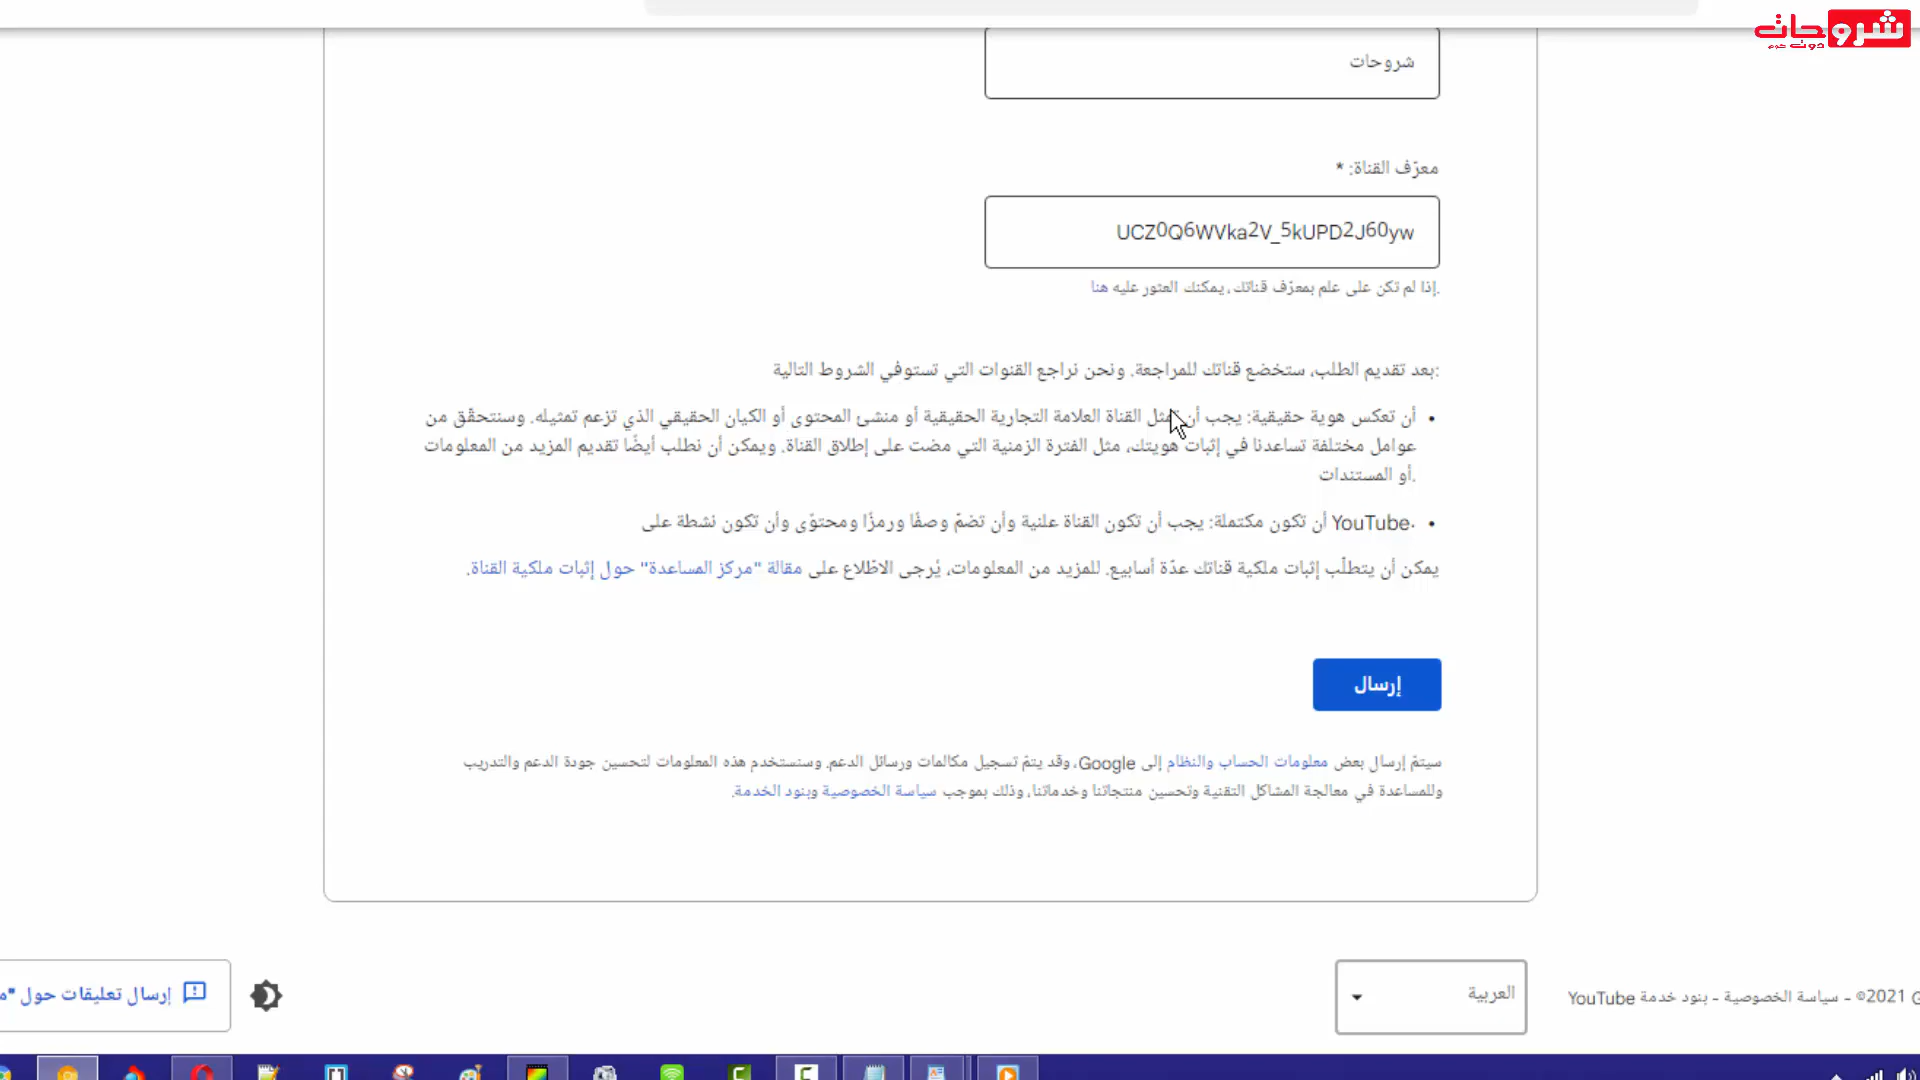 شروحات
دوت كوم
شروحات
معرّف القناة: *
UCZ0Q6WVka2V_5kUPD2J60yw
إذا لم تكن على علم بمعرّف قناتك، يمكنك العثور عليه هنا.
بعد تقديم الطلب، ستخضع قناتك للمراجعة. ونحن نراجع القنوات التي تستوفي الشروط التالية:
• أن تعكس هوية حقيقية: يجب أن تمثل القناة العلامة التجارية الحقيقية أو منشئ المحتوى أو الكيان الحقيقي الذي تزعم تمثيله. وسنتحقّق من
عوامل مختلفة تساعدنا في إثبات هويتك، مثل الفترة الزمنية التي مضت على إطلاق القناة. ويمكن أن نطلب أيضًا تقديم المزيد من المعلومات
أو المستندات.
• .YouTube أن تكون مكتملة: يجب أن تكون القناة علنية وأن تضمّ وصفًا ورمزًا ومحتوًى وأن تكون نشطة على
يمكن أن يتطلّب إثبات ملكية قناتك عدّة أسابيع. للمزيد من المعلومات، يُرجى الاطّلاع على مقالة "مركز المساعدة" حول إثبات ملكية القناة.
إرسال
سيتمّ إرسال بعض معلومات الحساب والنظام إلى Google، وقد يتمّ تسجيل مكالمات ورسائل الدعم. وسنستخدم هذه المعلومات لتحسين جودة الدعم والتدريب
وللمساعدة في معالجة المشاكل التقنية وتحسين منتجاتنا وخدماتنا، وذلك بموجب سياسة الخصوصية وبنود الخدمة.
©2021 - سياسة الخصوصية - بنود خدمة YouTube
العربية
إرسال تعليقات حول "